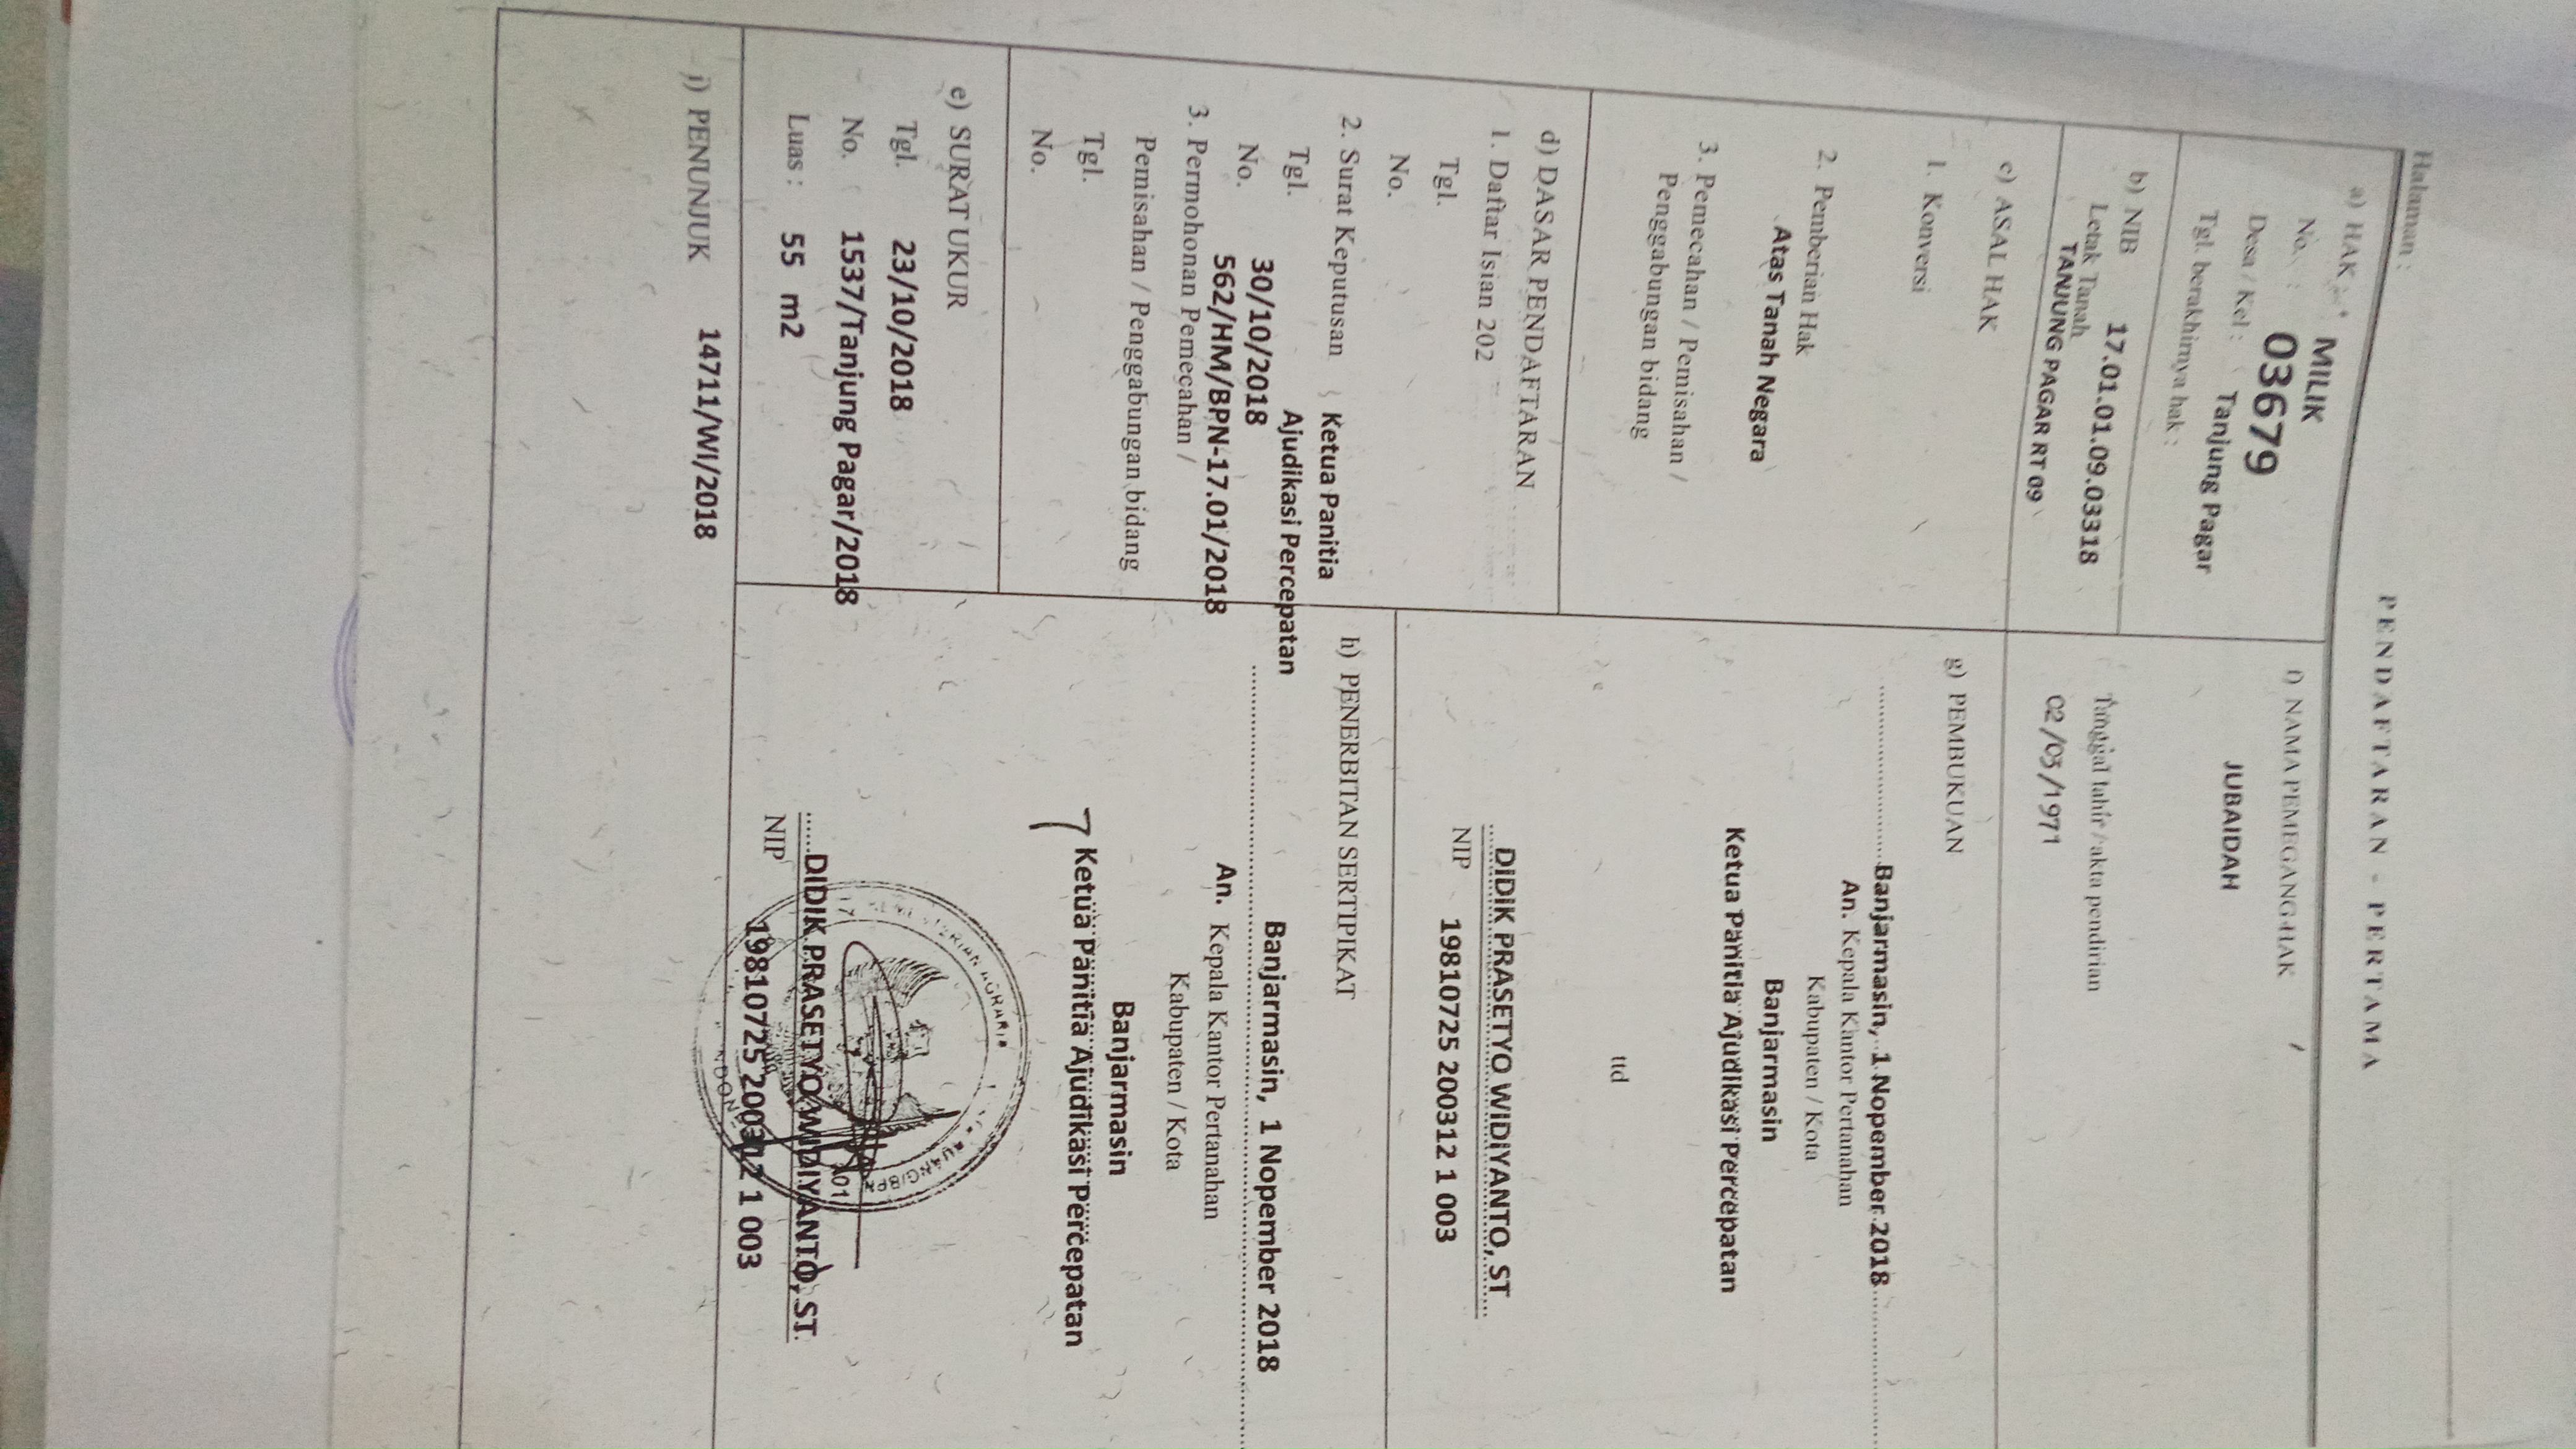 Halaman :
PENDAFTARAN - PERTAMA
a) HAK : MILIK
No. : 03679
Desa / Kel : Tanjung Pagar
Tgl. berakhirnya hak :
b) NIB 17.01.01.09.03318
Letak Tanah
TANJUNG PAGAR RT 09
c) ASAL HAK
1. Konversi
2. Pemberian Hak
Atas Tanah Negara
3. Pemecahan / Pemisahan /
Penggabungan bidang
d) DASAR PENDAFTARAN
1. Daftar Isian 202
Tgl.
No.
2. Surat Keputusan Ketua Panitia
Ajudikasi Percepatan
Tgl. 30/10/2018
No. 562/HM/BPN-17.01/2018
3. Permohonan Pemecahan /
Pemisahan / Penggabungan bidang
Tgl.
No.
e) SURAT UKUR
Tgl. 23/10/2018
No. 1537/Tanjung Pagar/2018
Luas : 55 m2
f) NAMA PEMEGANG HAK
JUBAIDAH
Tanggal lahir / akta pendirian
02/03/1971
g) PEMBUKUAN
Banjarmasin, 1 Nopember 2018
An. Kepala Kantor Pertanahan
Kabupaten / Kota
Banjarmasin
Ketua Panitia Ajudikasi Percepatan
ttd
DIDIK PRASETYO WIDIYANTO, ST
NIP 19810725 200312 1 003
h) PENERBITAN SERTIPIKAT
Banjarmasin, 1 Nopember 2018
An. Kepala Kantor Pertanahan
Kabupaten / Kota
Banjarmasin
Ketua Panitia Ajudikasi Percepatan
DIDIK PRASETYO WIDIYANTO, ST
NIP 19810725 200312 1 003
i) PENUNJUK 14711/WI/2018